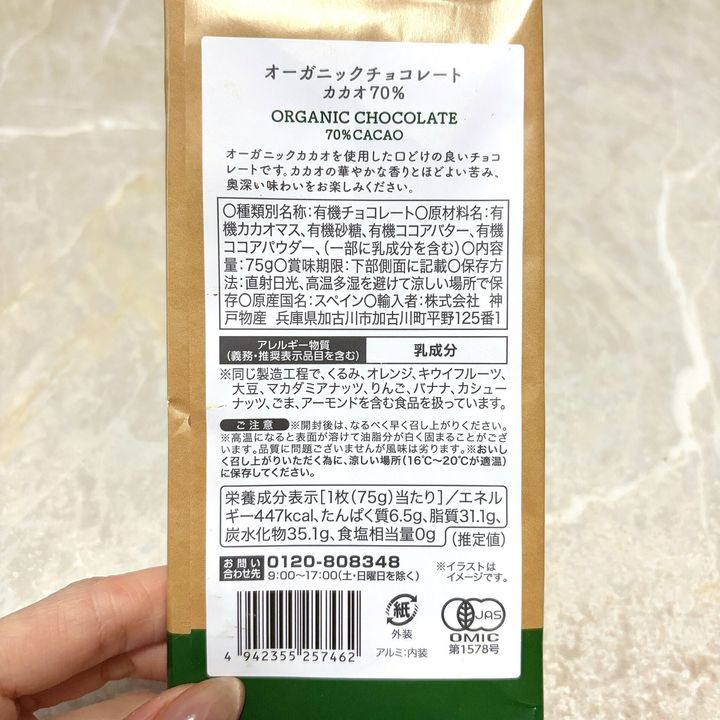 オーガニックチョコレート
カカオ70%
ORGANIC CHOCOLATE
70%CACAO
オーガニックカカオを使用した口どけの良いチョコ
レートです。カカオの華やかな香りとほどよい苦み、
奥深い味わいをお楽しみください。
〇種類別名称:有機チョコレート〇原材料名:有
機カカオマス、有機砂糖、有機ココアバター、有機
ココアパウダー、(一部に乳成分を含む)〇内容
量:75g〇賞味期限:下部側面に記載〇保存方
法:直射日光、高温多湿を避けて涼しい場所で保
存〇原産国名:スペイン〇輸入者:株式会社 神
戸物産 兵庫県加古川市加古川町平野125番1
アレルギー物質
(義務・推奨表示品目を含む)
乳成分
※同じ製造工程で、くるみ、オレンジ、キウイフルーツ、
大豆、マカダミアナッツ、りんご、バナナ、カシュー
ナッツ、ごま、アーモンドを含む食品を扱っています。
ご注意 ※開封後は、なるべく早く召し上がりください。
※高温になると表面が溶けて油脂分が白く固まることがござ
います。品質に問題ございませんが風味は劣ります。※おいし
く召し上がりいただく為に、涼しい場所(16℃〜20℃が適温)
に保存してください。
栄養成分表示[1枚(75g)当たり]/エネル
ギー447kcal、たんぱく質6.5g、脂質31.1g、
炭水化物35.1g、食塩相当量0g (推定値)
お問い
合わせ先
0120-808348
9:00〜17:00(土・日曜日を除く)
※イラストは
イメージです。
4 942355 257462
紙
外装
アルミ:内装
JAS
OMIC
第1578号